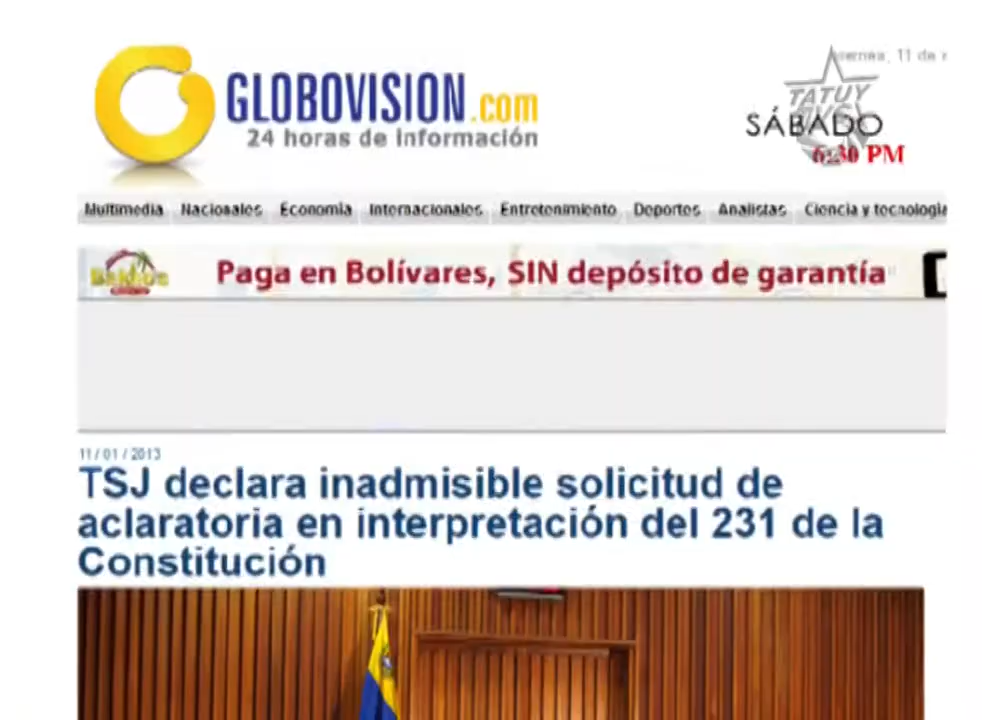 GLOBOVISION.com
24 horas de información
TATUY
SÁBADO
6:30 PM
Multimedia Nacionales Economía Internacionales Entretenimiento Deportes Analistas Ciencia y tecnología
Paga en Bolívares, SIN depósito de garantía
11/01/2013
TSJ declara inadmisible solicitud de
aclaratoria en interpretación del 231 de la
Constitución